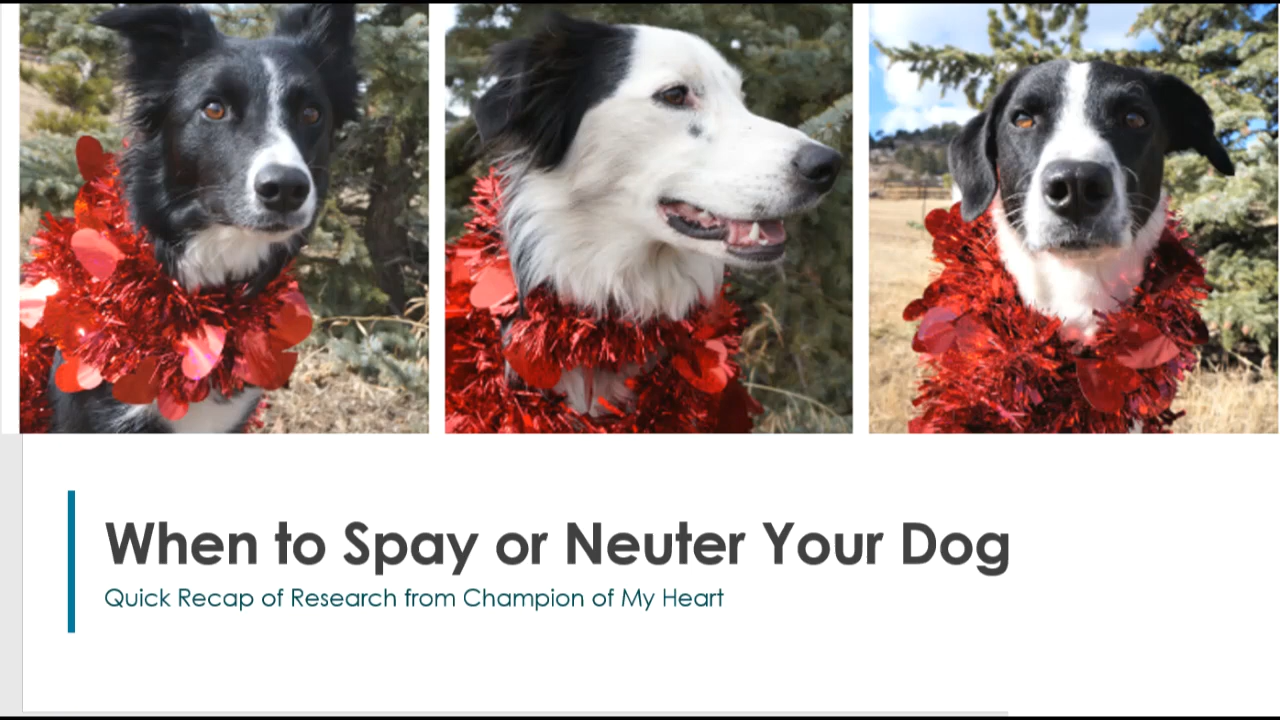 When to Spay or Neuter Your Dog
Quick Recap of Research from Champion of My Heart